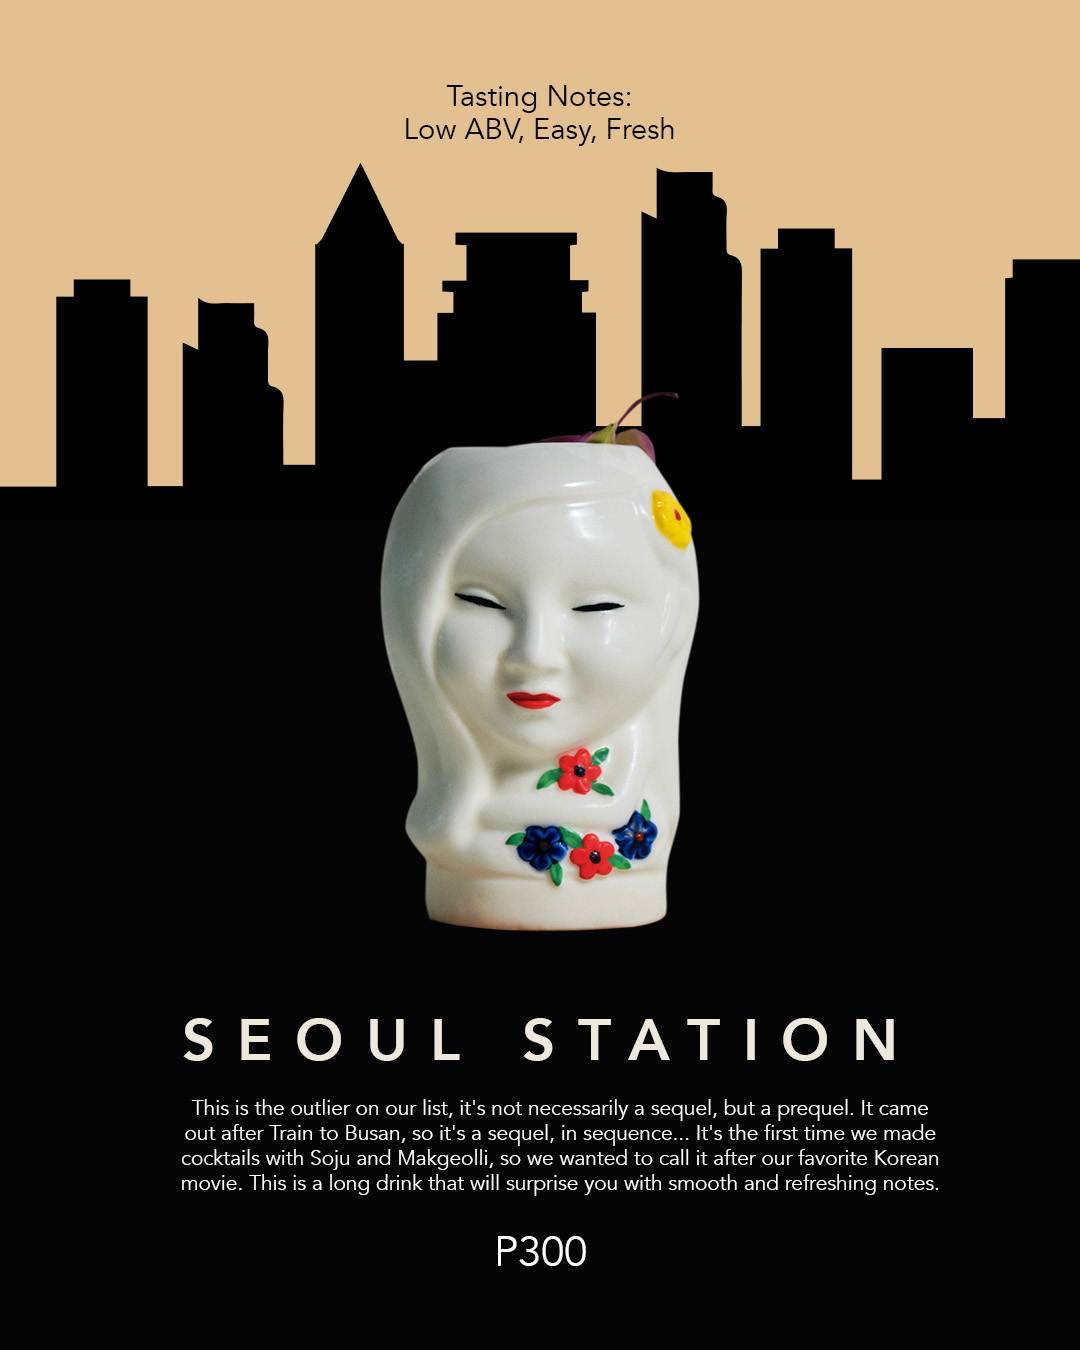 Tasting Notes:
Low ABV, Easy, Fresh
SEOUL STATION
This is the outlier on our list, it's not necessarily a sequel, but a prequel. It came
out after Train to Busan, so it's a sequel, in sequence... It's the first time we made
cocktails with Soju and Makgeolli, so we wanted to call it after our favorite Korean
movie. This is a long drink that will surprise you with smooth and refreshing notes.
P300